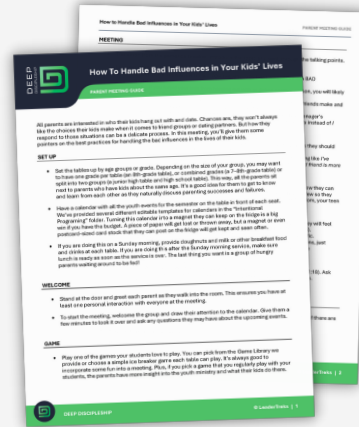 How to Handle Bad Influences in Your Kids' Lives
PARENT MEETING GUIDE
MEETING
DEEP
DISCIPLESHIP
How To Handle Bad Influences in Your Kids' Lives
PARENT MEETING GUIDE
All parents are interested in who their kids hang out with and date. Chances are, they won't always
like the choices their kids make when it comes to friend groups or dating partners. But how they
respond to those situations can be a delicate process. In this meeting, you'll give them some
pointers on the best practices for handling the bad influences in the lives of their kids.
SET UP
• Set the tables up by age groups or grade. Depending on the size of your group, you may want
to have one grade per table (an 8th-grade table), or combined grades (a 7-8th-grade table) or
split into two groups (a junior high table and high school table). This way, all the parents sit
next to parents who have kids about the same age. It's a good idea for them to get to know
and learn from each other as they naturally discuss parenting successes and failures.
• Have a calendar with all the youth events for the semester on the table in front of each seat.
We've provided several editable templates for calendars in the "Intentional
Programing" folder. Turning this calendar into a magnet they can keep on the fridge is a big
win if you have the budget. A piece of paper will get lost or thrown away, but a magnet or even
postcard-sized card stock that they can post on the fridge will get kept and seen often.
• If you are doing this on a Sunday morning, provide doughnuts and milk or other breakfast food
and drinks at each table. If you are doing this after the Sunday morning service, make sure
lunch is ready as soon as the service is over. The last thing you want is a group of hungry
parents waiting around to be fed!
WELCOME
• Stand at the door and greet each parent as they walk into the room. This ensures you have at
least one personal interaction with everyone at the meeting.
• To start the meeting, welcome the group and draw their attention to the calendar. Give them a
few minutes to look it over and ask any questions they may have about the upcoming events.
GAME
• Play one of the games your students love to play. You can pick from the Game Library we
provide or choose a simple ice breaker game each table can play. It's always good to
incorporate some fun into a meeting. Plus, if you pick a game that you regularly play with your
students, the parents have more insight into the youth ministry and what their kids do there.
DEEP DISCIPLESHIP
© LeaderTreks | 1